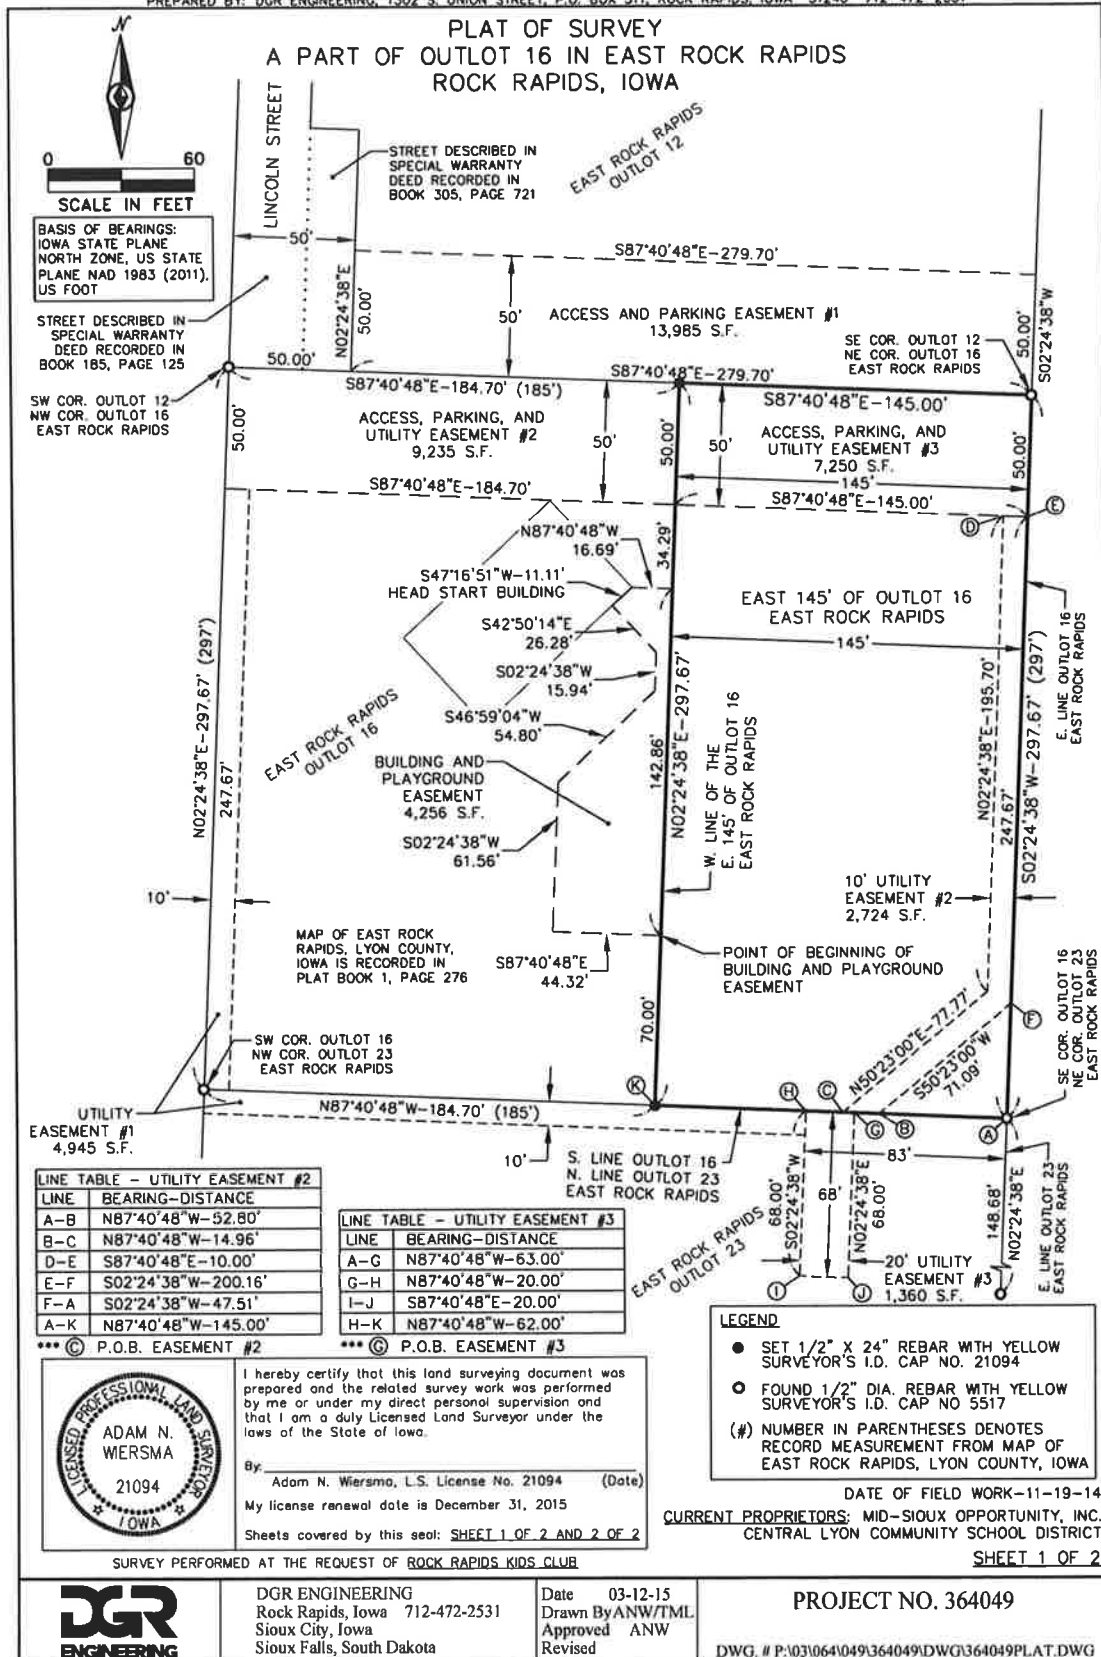 PREPARED BY: DGR ENGINEERING, 1302 S. UNION STREET, P.O. BOX 511, ROCK RAPIDS, IOWA 51246 712-472-2531
PLAT OF SURVEY
A PART OF OUTLOT 16 IN EAST ROCK RAPIDS
ROCK RAPIDS, IOWA
N
0 60
SCALE IN FEET
BASIS OF BEARINGS:
IOWA STATE PLANE
NORTH ZONE, US STATE
PLANE NAD 1983 (2011),
US FOOT
LINCOLN STREET
STREET DESCRIBED IN
SPECIAL WARRANTY
DEED RECORDED IN
BOOK 305, PAGE 721
EAST ROCK RAPIDS
OUTLOT 12
50'
S87°40'48"E-279.70'
STREET DESCRIBED IN
SPECIAL WARRANTY
DEED RECORDED IN
BOOK 185, PAGE 125
N02°24'38"E
50.00'
50'
ACCESS AND PARKING EASEMENT #1
13,985 S.F.
50.00'
S02°24'38"W
SE COR. OUTLOT 12
NE COR. OUTLOT 16
EAST ROCK RAPIDS
50.00'
SW COR. OUTLOT 12
NW COR. OUTLOT 16
EAST ROCK RAPIDS
S87°40'48"E-184.70' (185')
S87°40'48"E-279.70'
S87°40'48"E-145.00'
50.00'
ACCESS, PARKING, AND
UTILITY EASEMENT #2
9,235 S.F.
50'
50.00'
50'
ACCESS, PARKING, AND
UTILITY EASEMENT #3
7,250 S.F.
145'
50.00'
S87°40'48"E-184.70'
S87°40'48"E-145.00'
D
E
N87°40'48"W
16.69'
34.29'
S47°16'51"W-11.11'
HEAD START BUILDING
EAST 145' OF OUTLOT 16
EAST ROCK RAPIDS
145'
S42°50'14"E
26.28'
S02°24'38"W
15.94'
S46°59'04"W
54.80'
E. LINE OUTLOT 16
EAST ROCK RAPIDS
N02°24'38"E-297.67' (297')
247.67'
EAST ROCK RAPIDS
OUTLOT 16
BUILDING AND
PLAYGROUND
EASEMENT
4,256 S.F.
S02°24'38"W
61.56'
142.86'
N02°24'38"E-297.67'
W. LINE OF THE
E. 145' OF OUTLOT 16
EAST ROCK RAPIDS
N02°24'38"E-195.70'
247.67'
S02°24'38"W-297.67' (297')
10'
10' UTILITY
EASEMENT #2
2,724 S.F.
MAP OF EAST ROCK
RAPIDS, LYON COUNTY,
IOWA IS RECORDED IN
PLAT BOOK 1, PAGE 276
S87°40'48"E
44.32'
POINT OF BEGINNING OF
BUILDING AND PLAYGROUND
EASEMENT
70.00'
N50°23'00"E-77.77'
S50°23'00"W
71.09'
F
SE COR. OUTLOT 16
NE COR. OUTLOT 23
EAST ROCK RAPIDS
SW COR. OUTLOT 16
NW COR. OUTLOT 23
EAST ROCK RAPIDS
K
H
C
G
B
A
UTILITY
EASEMENT #1
4,945 S.F.
N87°40'48"W-184.70' (185')
10'
S. LINE OUTLOT 16
N. LINE OUTLOT 23
EAST ROCK RAPIDS
83'
68'
S02°24'38"W
68.00'
N02°24'38"E
68.00'
148.68'
N02°24'38"E
E. LINE OUTLOT 23
EAST ROCK RAPIDS
EAST ROCK RAPIDS
OUTLOT 23
I
J
20' UTILITY
EASEMENT #3
1,360 S.F.
LINE TABLE - UTILITY EASEMENT #2
LINE BEARING-DISTANCE
A-B N87°40'48"W-52.80'
B-C N87°40'48"W-14.96'
D-E S87°40'48"E-10.00'
E-F S02°24'38"W-200.16'
F-A S02°24'38"W-47.51'
A-K N87°40'48"W-145.00'
*** C P.O.B. EASEMENT #2
LINE TABLE - UTILITY EASEMENT #3
LINE BEARING-DISTANCE
A-G N87°40'48"W-63.00'
G-H N87°40'48"W-20.00'
I-J S87°40'48"E-20.00'
H-K N87°40'48"W-62.00'
*** G P.O.B. EASEMENT #3
LEGEND
SET 1/2" X 24" REBAR WITH YELLOW
SURVEYOR'S I.D. CAP NO. 21094
FOUND 1/2" DIA. REBAR WITH YELLOW
SURVEYOR'S I.D. CAP NO 5517
(#) NUMBER IN PARENTHESES DENOTES
RECORD MEASUREMENT FROM MAP OF
EAST ROCK RAPIDS, LYON COUNTY, IOWA
LICENSED PROFESSIONAL LAND SURVEYOR
ADAM N.
WIERSMA
21094
IOWA
I hereby certify that this land surveying document was
prepared and the related survey work was performed
by me or under my direct personal supervision and
that I am a duly Licensed Land Surveyor under the
laws of the State of Iowa.
By:
Adam N. Wiersma, L.S. License No. 21094 (Date)
My license renewal date is December 31, 2015
Sheets covered by this seal: SHEET 1 OF 2 AND 2 OF 2
DATE OF FIELD WORK-11-19-14
CURRENT PROPRIETORS: MID-SIOUX OPPORTUNITY, INC.
CENTRAL LYON COMMUNITY SCHOOL DISTRICT
SURVEY PERFORMED AT THE REQUEST OF ROCK RAPIDS KIDS CLUB
SHEET 1 OF 2
DGR
ENGINEERING
DGR ENGINEERING
Rock Rapids, Iowa 712-472-2531
Sioux City, Iowa
Sioux Falls, South Dakota
Date 03-12-15
Drawn By ANW/TML
Approved ANW
Revised
PROJECT NO. 364049
DWG. # P:\03\064\049\364049\DWG\364049PLAT.DWG